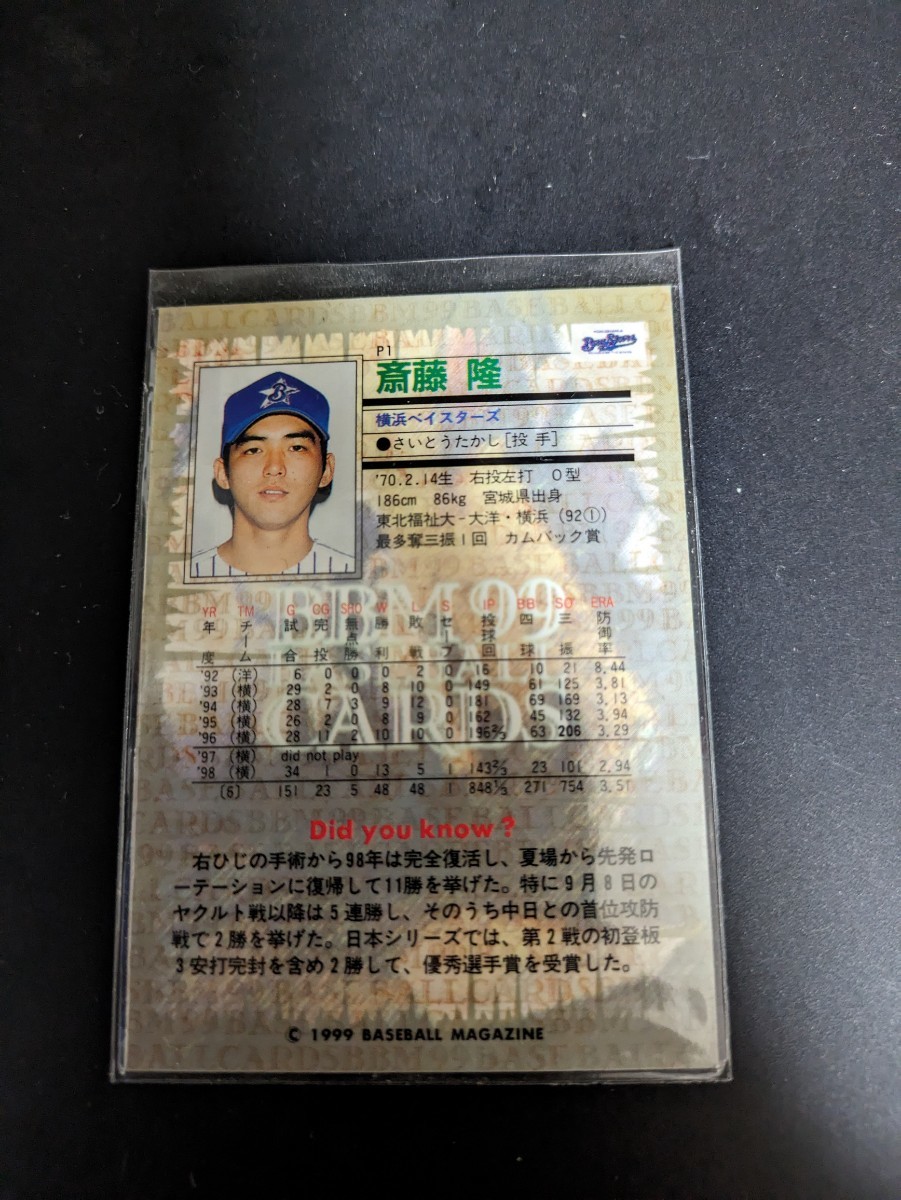 P1
BayStars
斎藤 隆
横浜ベイスターズ
●さいとうたかし[投 手]
'70.2.14生 右投左打 O型
186cm 86kg 宮城県出身
東北福祉大-大洋・横浜(92①)
最多奪三振1回 カムバック賞
YR TM G CG SHO W L S IP BB SO ERA
年度 チーム 試合 完投 無点勝 勝利 敗戦 セーブ 投球回 四球 三振 防御率
'92 (洋) 6 0 0 0 2 0 16 10 21 8.44
'93 (横) 29 2 0 8 10 0 149 61 125 3.81
'94 (横) 28 7 3 9 12 0 181 69 169 3.13
'95 (横) 26 2 0 8 9 0 162 45 132 3.94
'96 (横) 28 11 2 10 10 0 196⅔ 63 206 3.29
'97 (横) did not play
'98 (横) 34 1 0 13 5 1 143⅔ 23 101 2.94
(6) 151 23 5 48 48 1 848⅓ 271 754 3.51
BBM 99
BASEBALL
CARDS
Did you know?
右ひじの手術から98年は完全復活し、夏場から先発ロ
ーテーションに復帰して11勝を挙げた。特に9月8日の
ヤクルト戦以降は5連勝し、そのうち中日との首位攻防
戦で2勝を挙げた。日本シリーズでは、第2戦の初登板
3安打完封を含め2勝して、優秀選手賞を受賞した。
© 1999 BASEBALL MAGAZINE